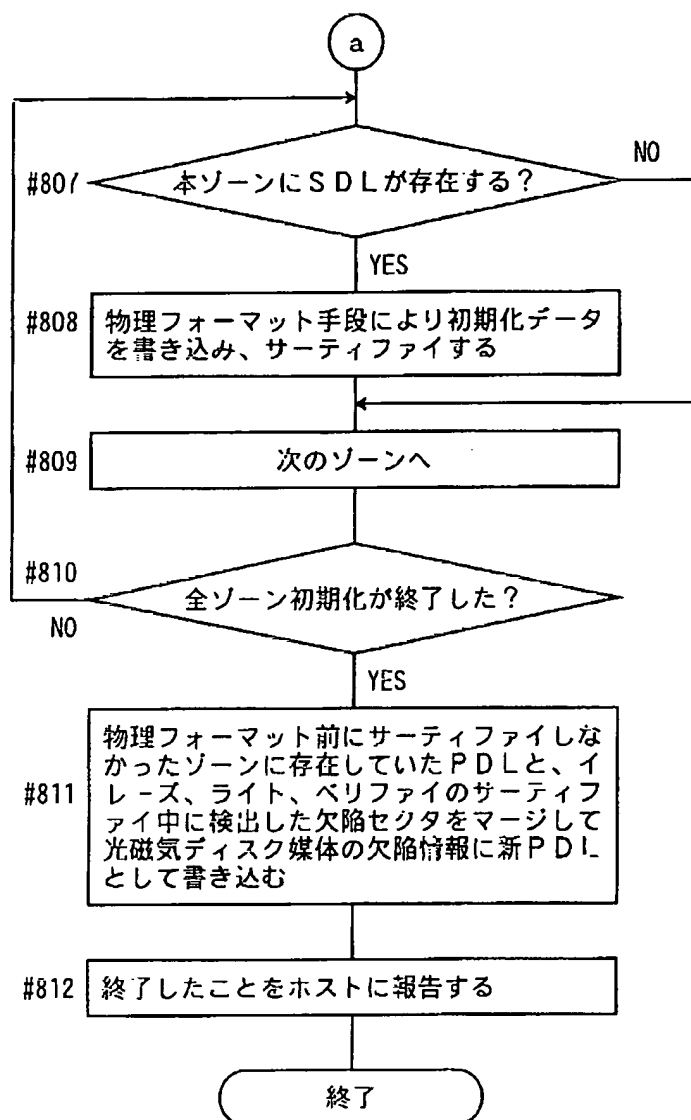 a
#807
本ゾーンにＳＤＬが存在する？
NO
YES
#808
物理フォーマット手段により初期化データ
を書き込み、サーティファイする
#809
次のゾーンへ
#810
全ゾーン初期化が終了した？
NO
YES
#811
物理フォーマット前にサーティファイしな
かったゾーンに存在していたＰＤＬと、イ
レーズ、ライト、ベリファイのサーティフ
ァイ中に検出した欠陥セクタをマージして
光磁気ディスク媒体の欠陥情報に新ＰＤＬ
として書き込む
#812
終了したことをホストに報告する
終了